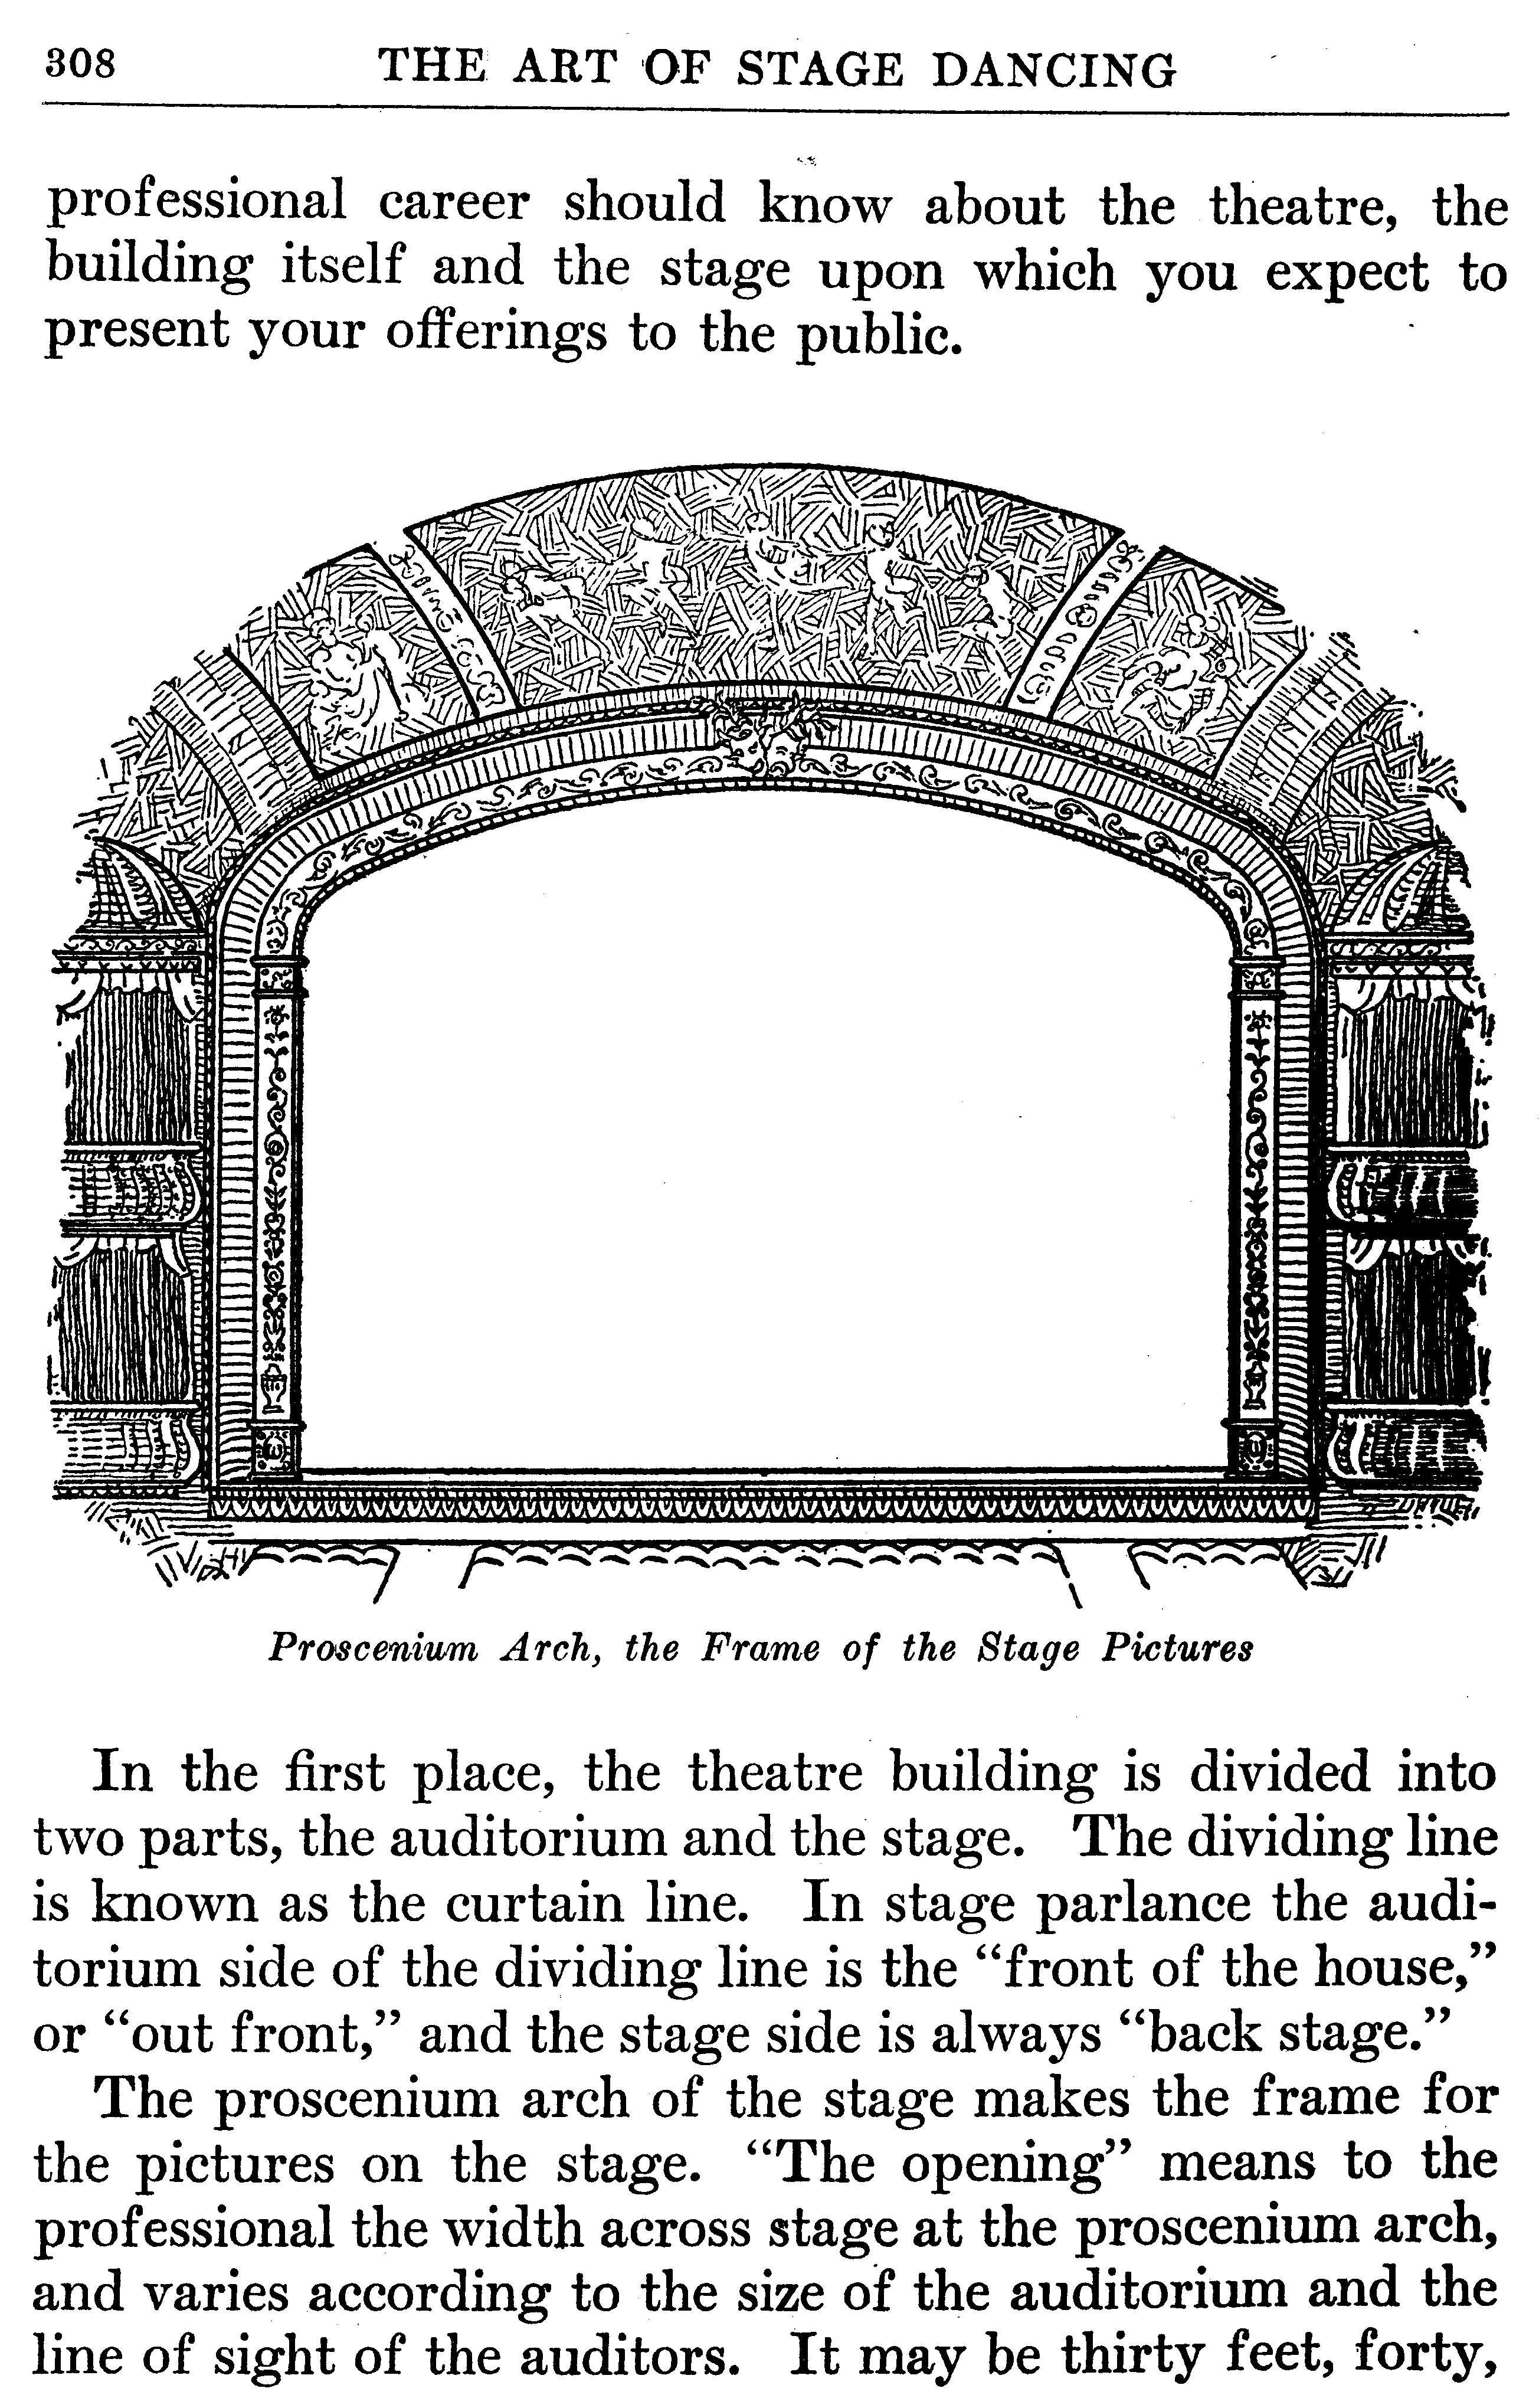 308 THE ART OF STAGE DANCING
professional career should know about the theatre, the
building itself and the stage upon which you expect to
present your offerings to the public.
Proscenium Arch, the Frame of the Stage Pictures
In the first place, the theatre building is divided into
two parts, the auditorium and the stage. The dividing line
is known as the curtain line. In stage parlance the audi-
torium side of the dividing line is the “front of the house,”
or “out front,” and the stage side is always “back stage.”
The proscenium arch of the stage makes the frame for
the pictures on the stage. “The opening” means to the
professional the width across stage at the proscenium arch,
and varies according to the size of the auditorium and the
line of sight of the auditors. It may be thirty feet, forty,